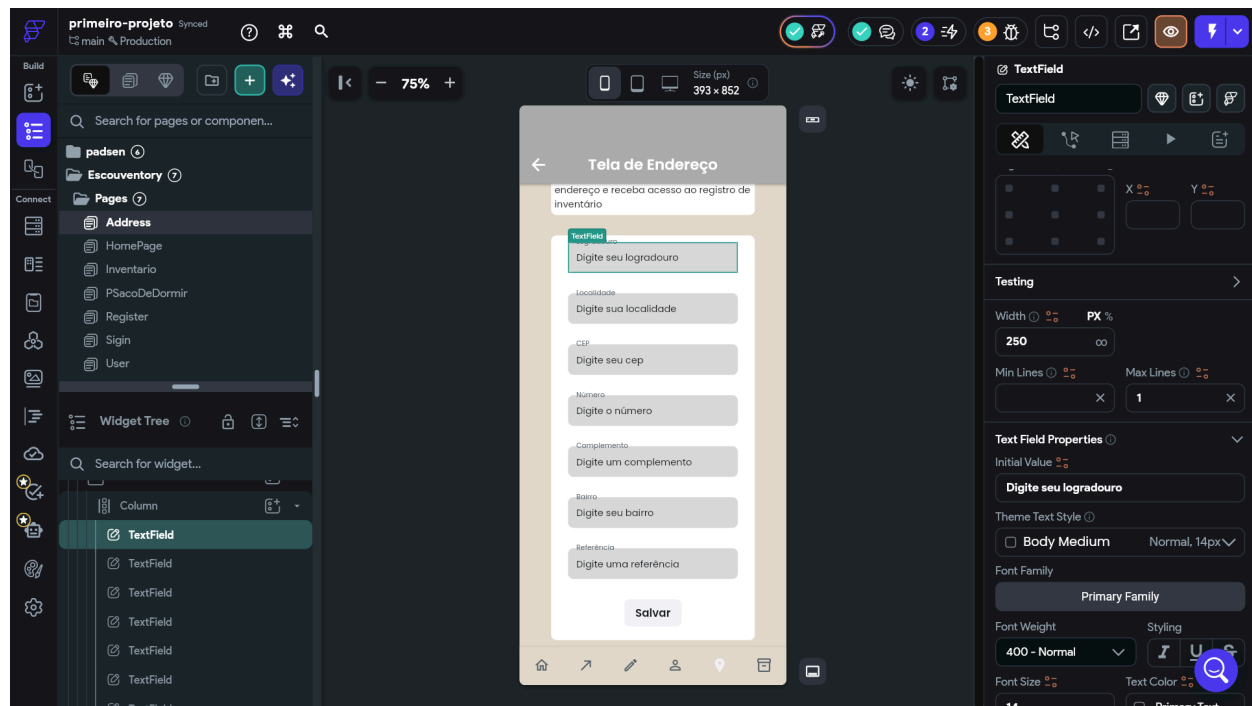 primeiro-projeto Synced
main Production
75%
Size (px)
393 × 852
2
3
Build
Connect
Search for pages or componen...
padsen 6
Escouventory 7
Pages 7
Address
HomePage
Inventario
PSacoDeDormir
Register
Sigin
User
Widget Tree
Search for widget...
Column
TextField
TextField
TextField
TextField
TextField
TextField
Tela de Endereço
endereço e receba acesso ao registro de
inventário
TextField
Digite seu logradouro
Localidade
Digite sua localidade
CEP
Digite seu cep
Número
Digite o número
Complemento
Digite um complemento
Bairro
Digite seu bairro
Referência
Digite uma referência
Salvar
TextField
TextField
X
Y
Testing
Width PX %
250
Min Lines Max Lines
1
Text Field Properties
Initial Value
Digite seu logradouro
Theme Text Style
Body Medium Normal, 14px
Font Family
Primary Family
Font Weight Styling
400 - Normal I U S
Font Size Text Color
14 Primary Text